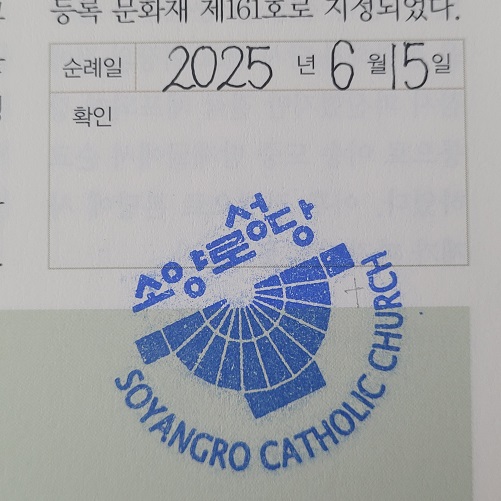 등록 문화재 제161호로 지정되었다.
순례일 2025 년 6 월 15 일
확인
소양로성당
SOYANGRO CATHOLIC CHURCH